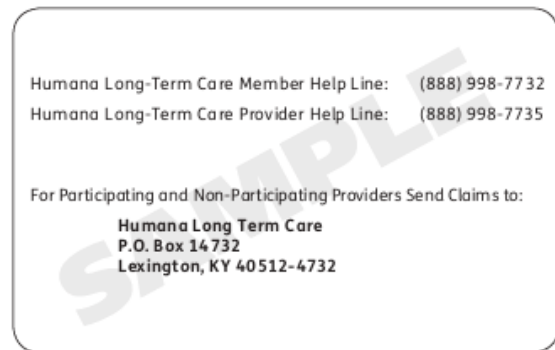 Humana Long-Term Care Member Help Line: (888) 998-7732
Humana Long-Term Care Provider Help Line: (888) 998-7735
SAMPLE
For Participating and Non-Participating Providers Send Claims to:
Humana Long Term Care
P.O. Box 14732
Lexington, KY 40512-4732